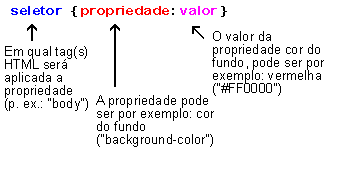 seletor {propriedade:valor}
Em qual tag(s)
HTML será
aplicada a
propriedade
(p. ex.: "body")
A propriedade pode
ser por exemplo: cor
do fundo
("background-color")
O valor da
propriedade cor do
fundo, pode ser por
exemplo: vermelha
("#FF0000")